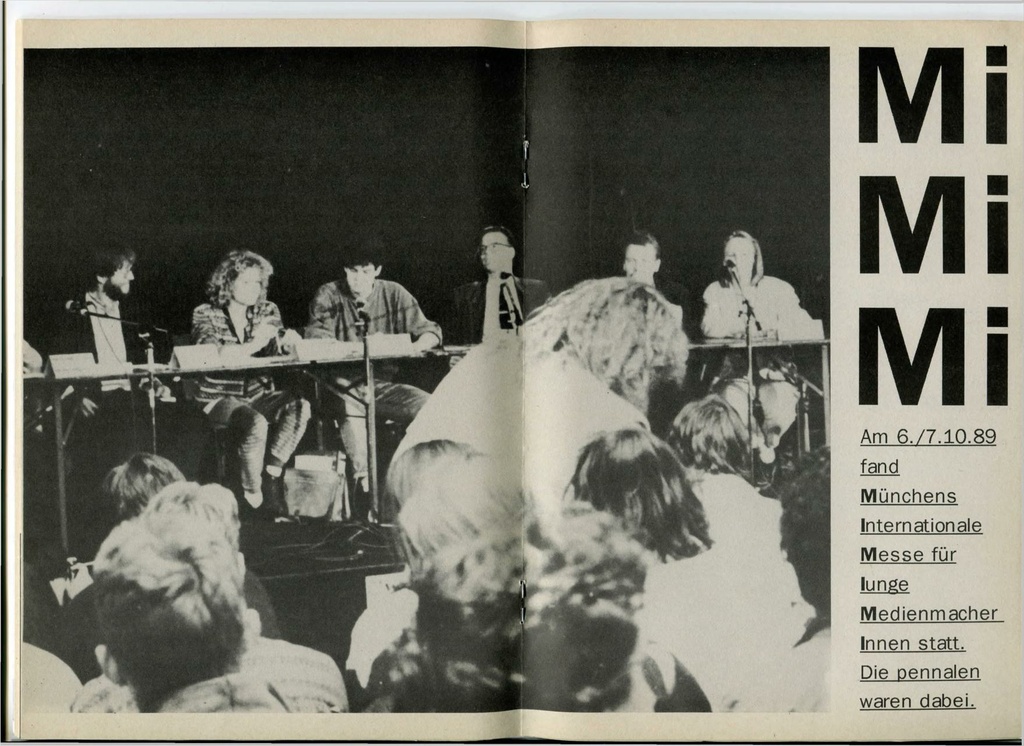 Mi
Mi
Mi
Am 6./7.10.89
fand
Münchens
Internationale
Messe für
Iunge
Medienmacher
Innen statt.
Die pennalen
waren dabei.